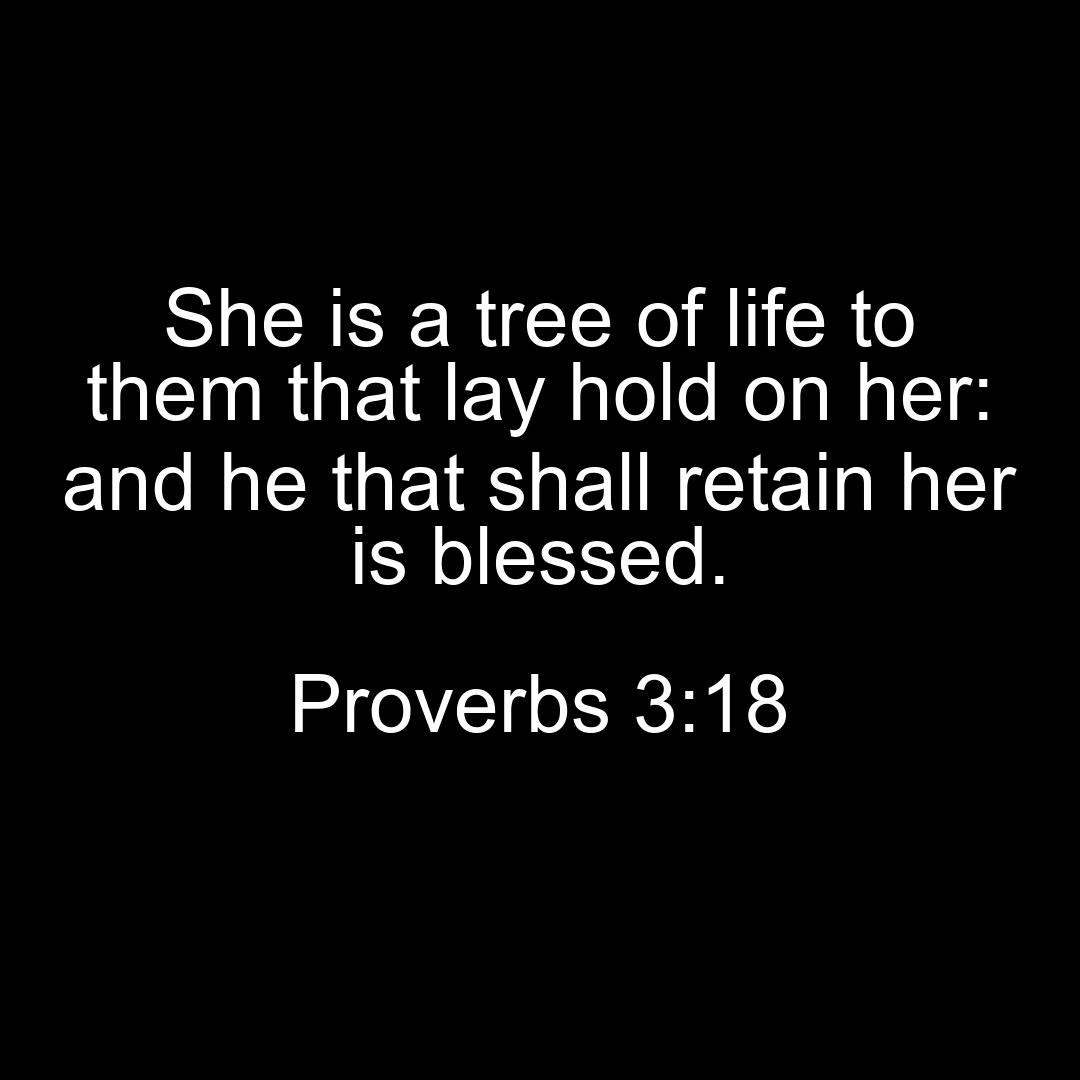 She is a tree of life to
them that lay hold on her:
and he that shall retain her
is blessed.
Proverbs 3:18